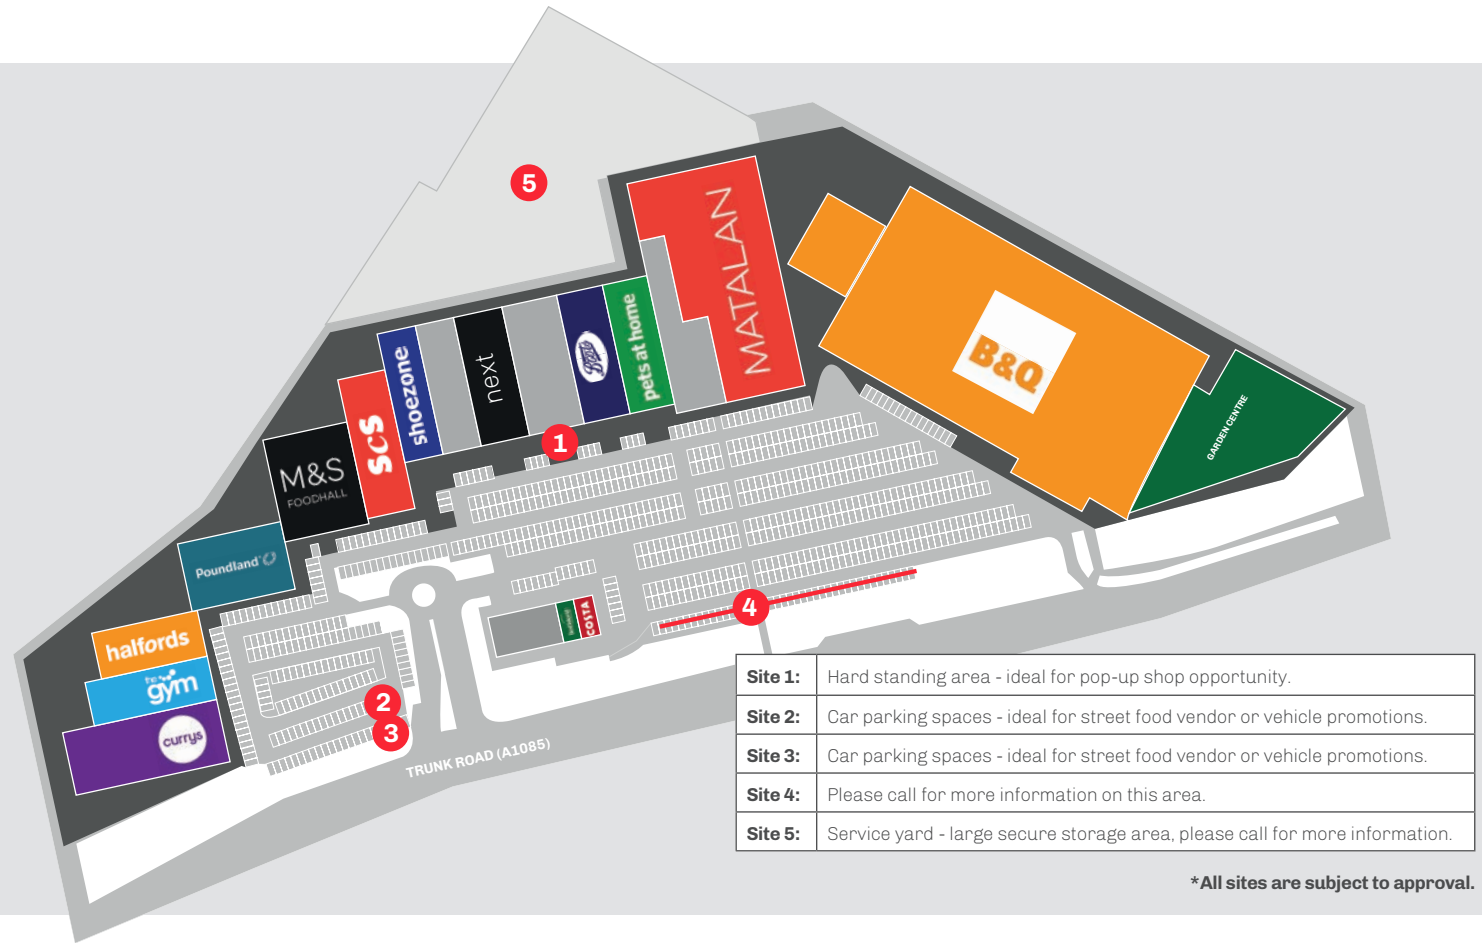 5
MATALAN
B&Q
GARDEN CENTRE
pets at home
Boots
next
shoezone
SCS
M&S
FOODHALL
1
Poundland
halfords
the
gym
currys
COSTA
4
2
3
TRUNK ROAD (A1085)
Site 1: Hard standing area - ideal for pop-up shop opportunity.
Site 2: Car parking spaces - ideal for street food vendor or vehicle promotions.
Site 3: Car parking spaces - ideal for street food vendor or vehicle promotions.
Site 4: Please call for more information on this area.
Site 5: Service yard - large secure storage area, please call for more information.
*All sites are subject to approval.